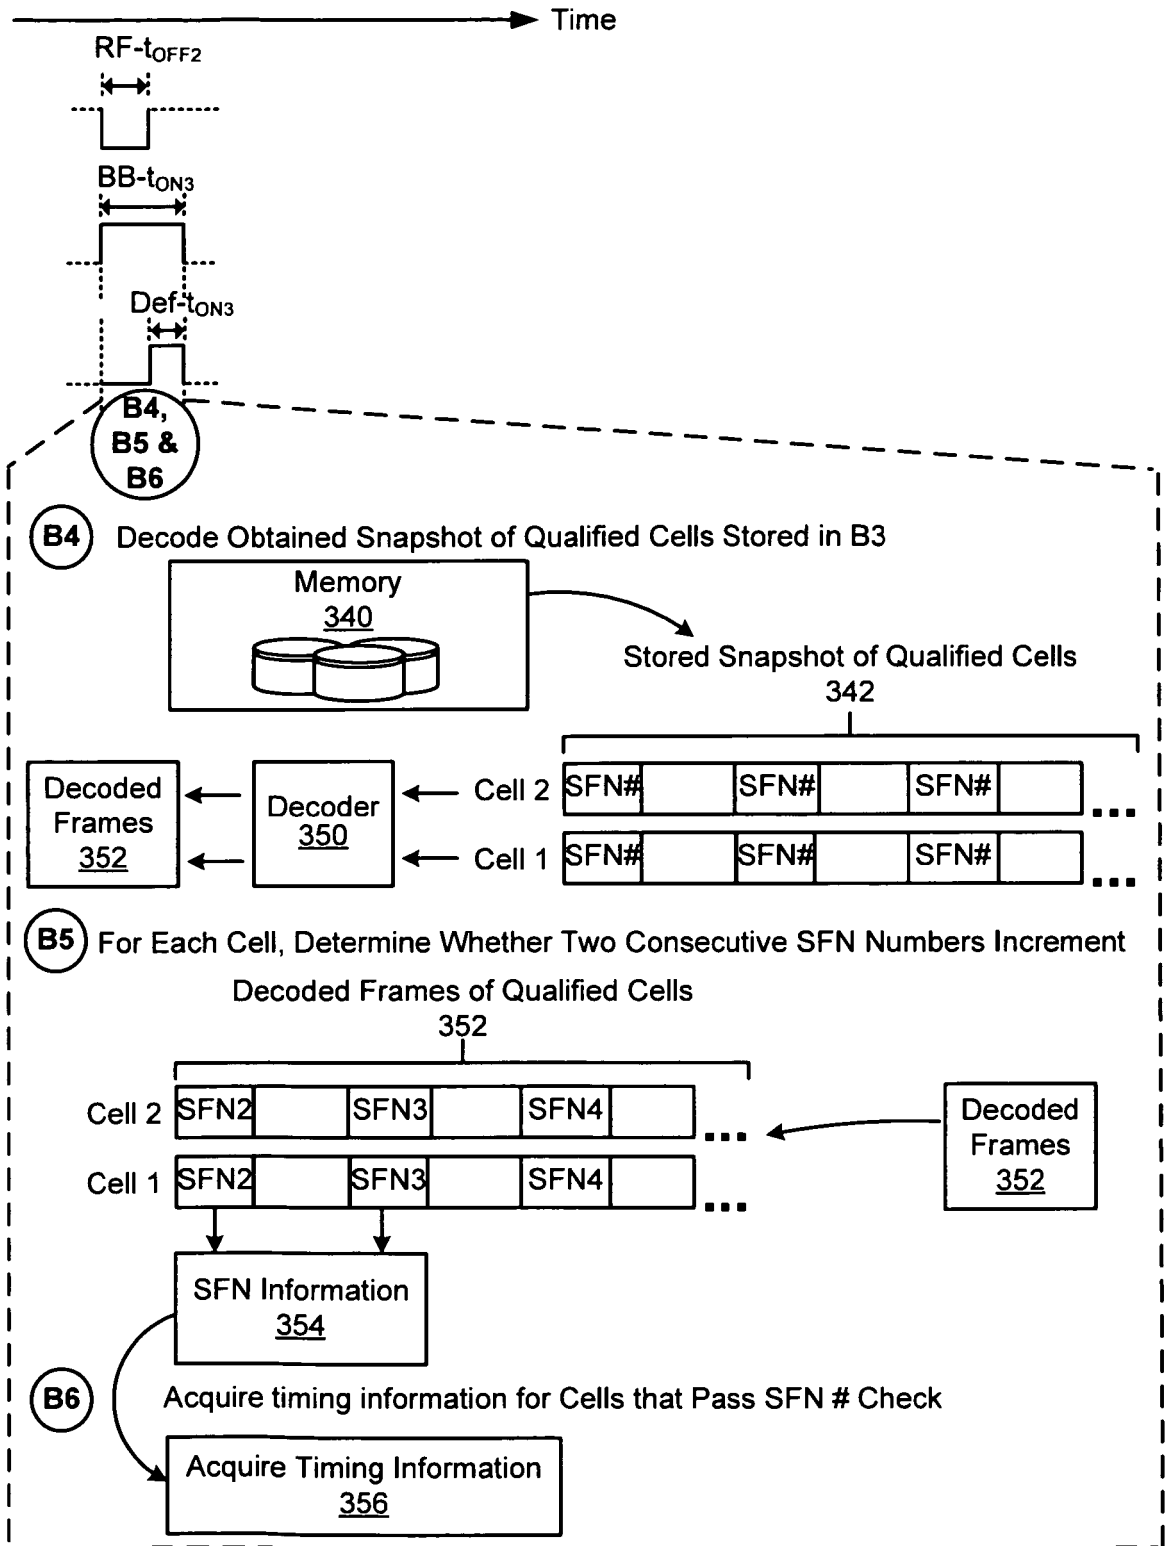 Time
RF-tOFF2
BB-tON3
Def-tON3
B4,
B5 &
B6
B4 Decode Obtained Snapshot of Qualified Cells Stored in B3
Memory
340
Stored Snapshot of Qualified Cells
342
Decoded
Frames
352
Decoder
350
Cell 2 SFN# SFN# SFN# ...
Cell 1 SFN# SFN# SFN# ...
B5 For Each Cell, Determine Whether Two Consecutive SFN Numbers Increment
Decoded Frames of Qualified Cells
352
Cell 2 SFN2 SFN3 SFN4 ...
Cell 1 SFN2 SFN3 SFN4 ...
Decoded
Frames
352
SFN Information
354
B6 Acquire timing information for Cells that Pass SFN # Check
Acquire Timing Information
356